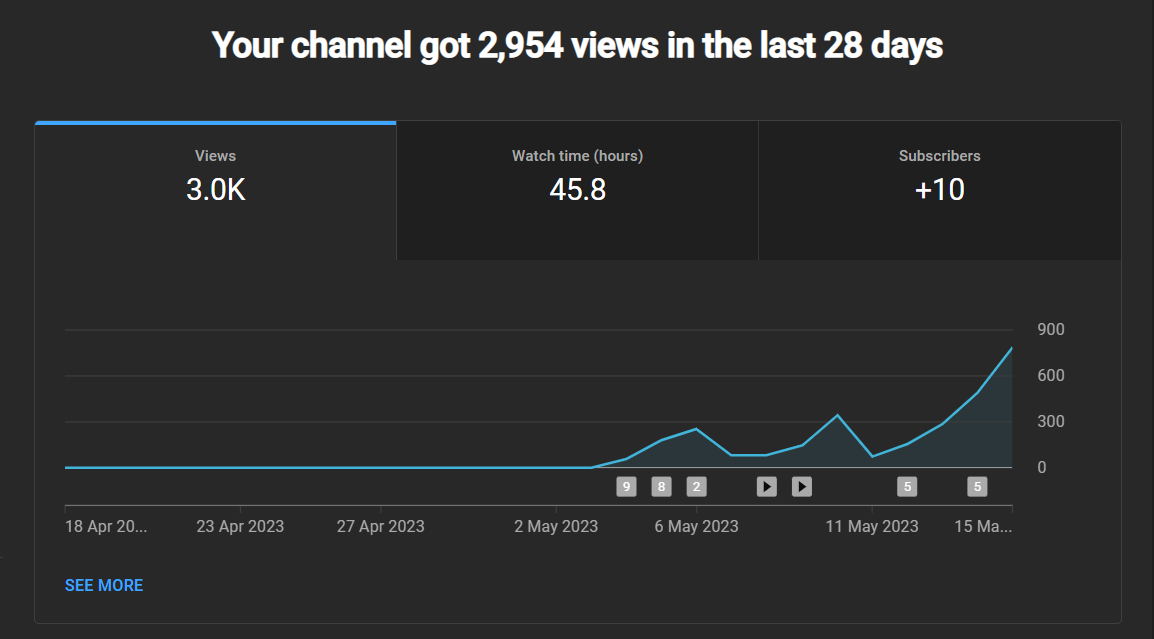 Your channel got 2,954 views in the last 28 days
Views
3.0K
Watch time (hours)
45.8
Subscribers
+10
900
600
300
0
9 8 2 5 5
18 Apr 20... 23 Apr 2023 27 Apr 2023 2 May 2023 6 May 2023 11 May 2023 15 Ma...
SEE MORE